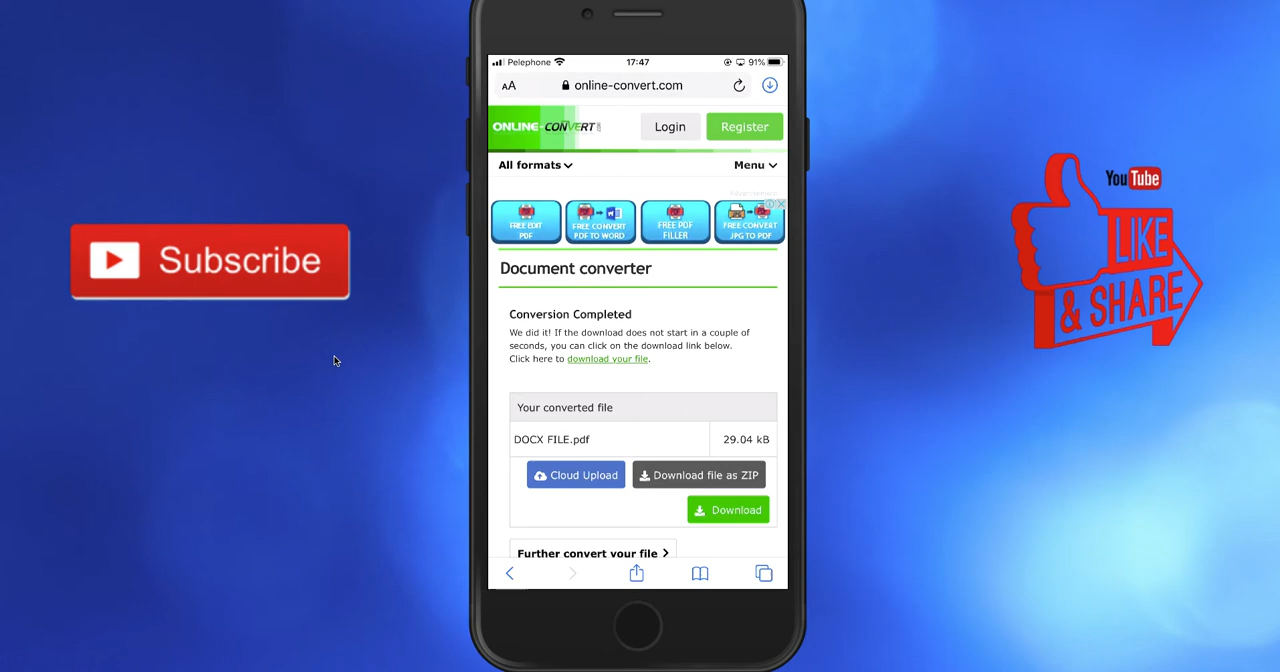 Pelephone 17:47 91%
AA online-convert.com
ONLINE-CONVERT Login Register
All formats Menu
FREE EDIT PDF
FREE CONVERT PDF TO WORD
FREE PDF FILLER
FREE CONVERT JPG TO PDF
Document converter
Conversion Completed
We did it! If the download does not start in a couple of
seconds, you can click on the download link below.
Click here to download your file.
Your converted file
DOCX FILE.pdf 29.04 kB
Cloud Upload Download file as ZIP
Download
Further convert your file
Subscribe
YouTube
LIKE
& SHARE